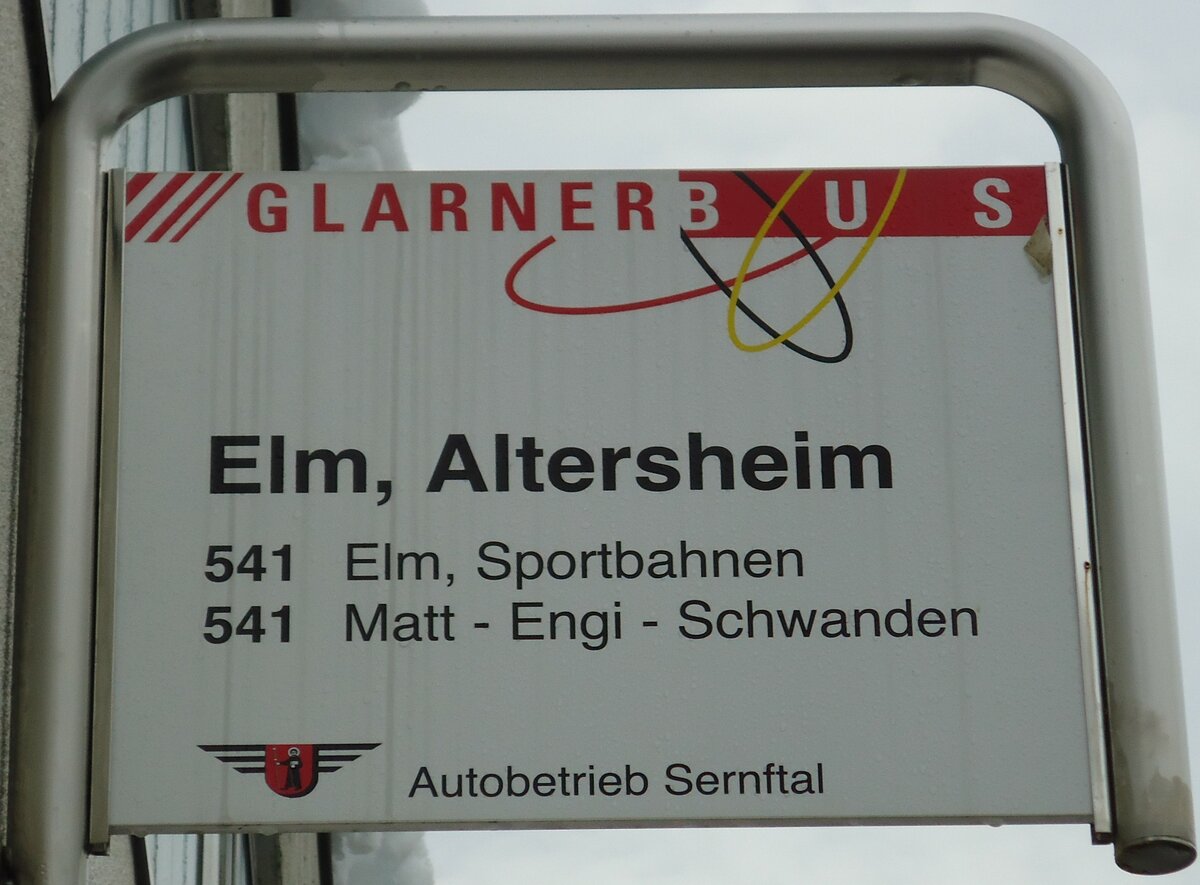 GLARNERBUS
Elm, Altersheim
541 Elm, Sportbahnen
541 Matt - Engi - Schwanden
Autobetrieb Sernftal